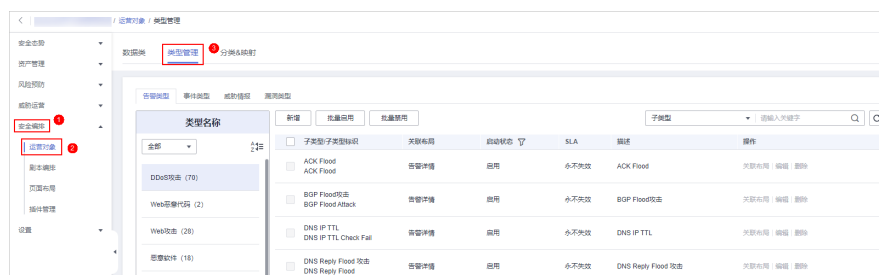 / 运营对象 / 类型管理
安全态势
资产管理
风险预防
威胁运营
安全编排 1
运营对象 2
剧本编排
页面布局
插件管理
设置
数据类 类型管理 3 分类&映射
告警类型 事件类型 威胁情报 漏洞类型
类型名称
全部
DDoS攻击 (70)
Web恶意代码 (2)
Web攻击 (28)
恶意软件 (18)
新增 批量启用 批量禁用 子类型 请输入关键字
子类型/子类型标识 关联布局 启动状态 SLA 描述 操作
ACK Flood 告警详情 启用 永不失效 ACK Flood 关联布局 编辑 删除
ACK Flood
BGP Flood攻击 告警详情 启用 永不失效 BGP Flood攻击 关联布局 编辑 删除
BGP Flood Attack
DNS IP TTL 告警详情 启用 永不失效 DNS IP TTL 关联布局 编辑 删除
DNS IP TTL Check Fail
DNS Reply Flood 攻击 告警详情 启用 永不失效 DNS Reply Flood 攻击 关联布局 编辑 删除
DNS Reply Flood